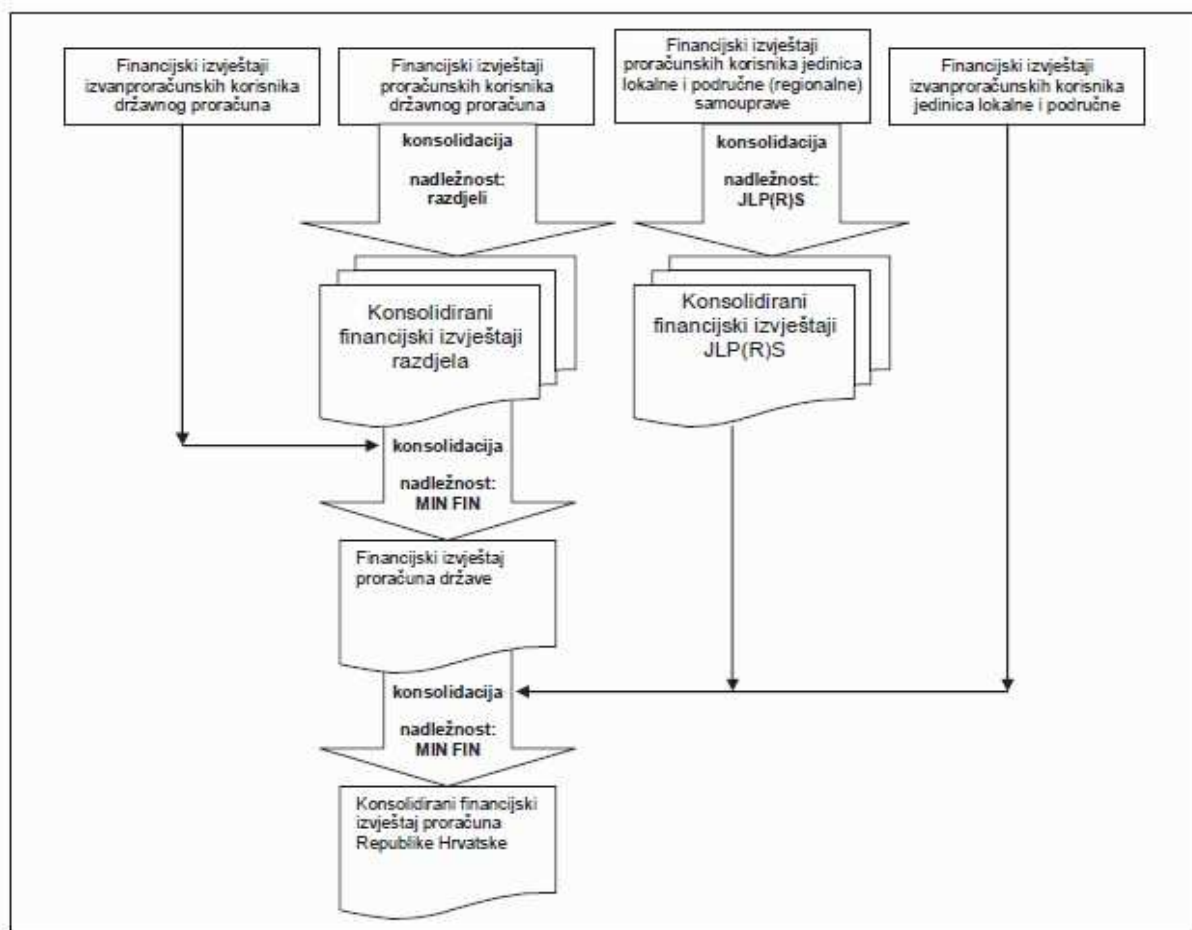 Financijski izvještaji
izvanproračunskih korisnika
državnog proračuna
Financijski izvještaji
proračunskih korisnika
državnog proračuna
Financijski izvještaji
proračunskih korisnika jedinica
lokalne i područne (regionalne)
samouprave
Financijski izvještaji
izvanproračunskih korisnika
jedinica lokalne i područne
konsolidacija
nadležnost:
razdjeli
konsolidacija
nadležnost:
JLP(R)S
Konsolidirani
financijski izvještaji
razdjela
Konsolidirani
financijski izvještaji
JLP(R)S
konsolidacija
nadležnost:
MIN FIN
Financijski izvještaj
proračuna države
konsolidacija
nadležnost:
MIN FIN
Konsolidirani financijski
izvještaj proračuna
Republike Hrvatske